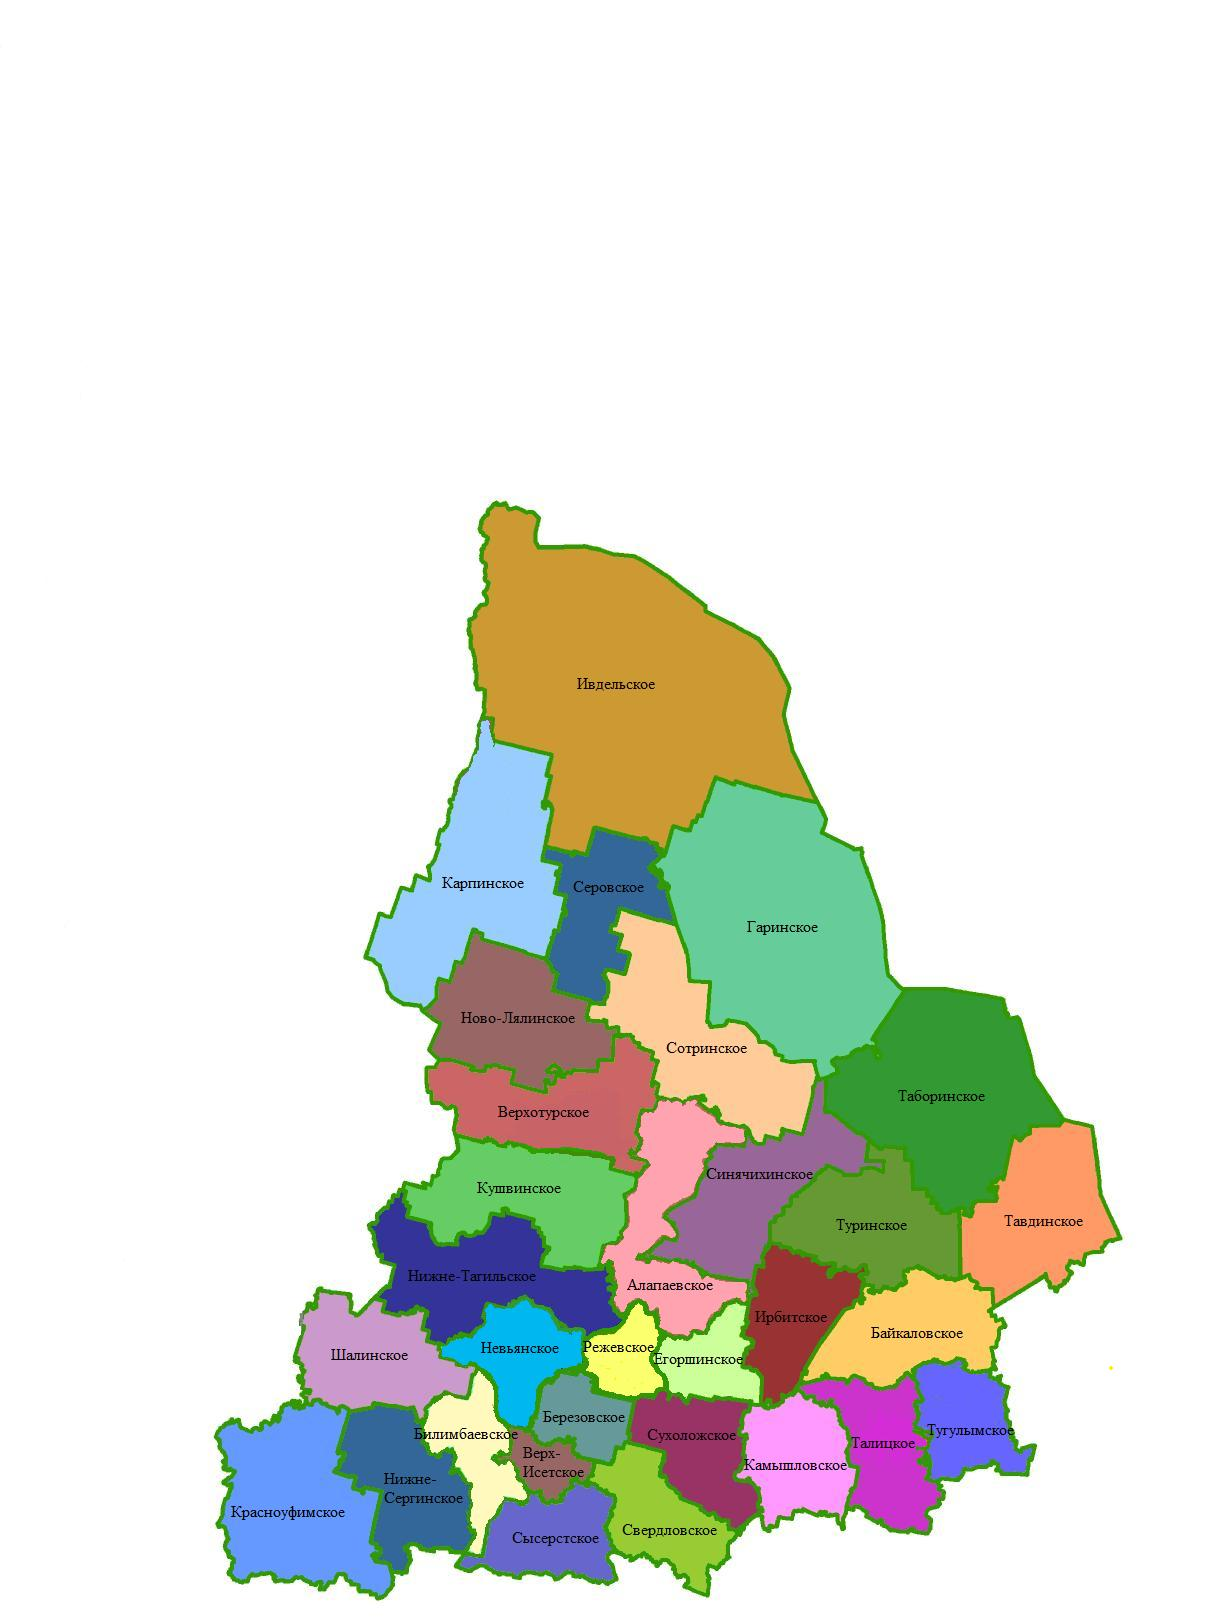 Ивдельское
Карпинское
Серовское
Гаринское
Ново-Лялинское
Сотринское
Таборинское
Верхотурское
Синячихинское
Кушвинское
Туринское
Тавдинское
Нижне-Тагильское
Алапаевское
Ирбитское
Байкаловское
Шалинское
Невьянское
Режевское
Егоршинское
Березовское
Билимбаевское
Сухоложское
Тугулымское
Талицкое
Верх-
Исетское
Камышловское
Нижне-
Сергинское
Красноуфимское
Сысерстское
Свердловское